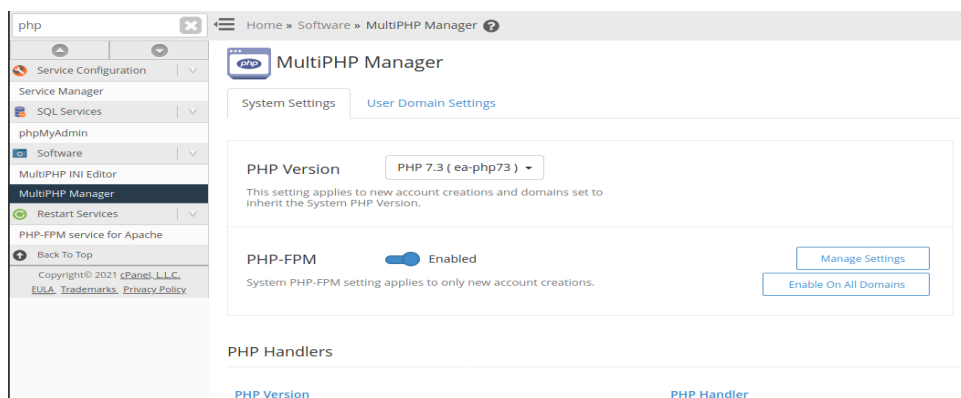 php
Home » Software » MultiPHP Manager
Service Configuration
Service Manager
SQL Services
phpMyAdmin
Software
MultiPHP INI Editor
MultiPHP Manager
Restart Services
PHP-FPM service for Apache
Back To Top
Copyright© 2021 cPanel, L.L.C.
EULA Trademarks Privacy Policy
php
MultiPHP Manager
System Settings
User Domain Settings
PHP Version
PHP 7.3 ( ea-php73 )
This setting applies to new account creations and domains set to
inherit the System PHP Version.
PHP-FPM
Enabled
Manage Settings
System PHP-FPM setting applies to only new account creations.
Enable On All Domains
PHP Handlers
PHP Version
PHP Handler